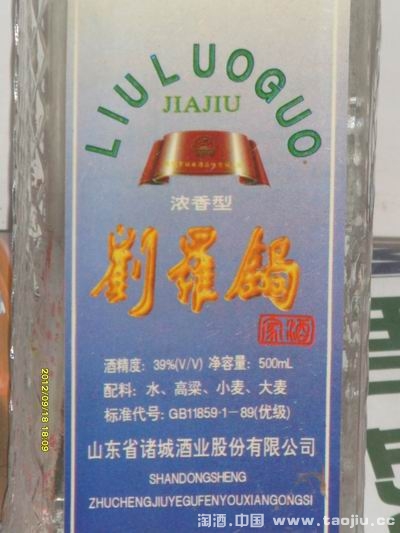 LIULUOGUO
JIAJIU
浓香型
劉羅鍋
家酒
酒精度：39%(V/V) 净容量：500mL
配料：水、高梁、小麦、大麦
标准代号：GB11859·1－89(优级)
山东省诸城酒业股份有限公司
SHANDONGSHENG
ZHUCHENGJIUYEGUFENYOUXIANGONGSI
2012/09/18 18:09
淘酒.中国 www.taojiu.cc